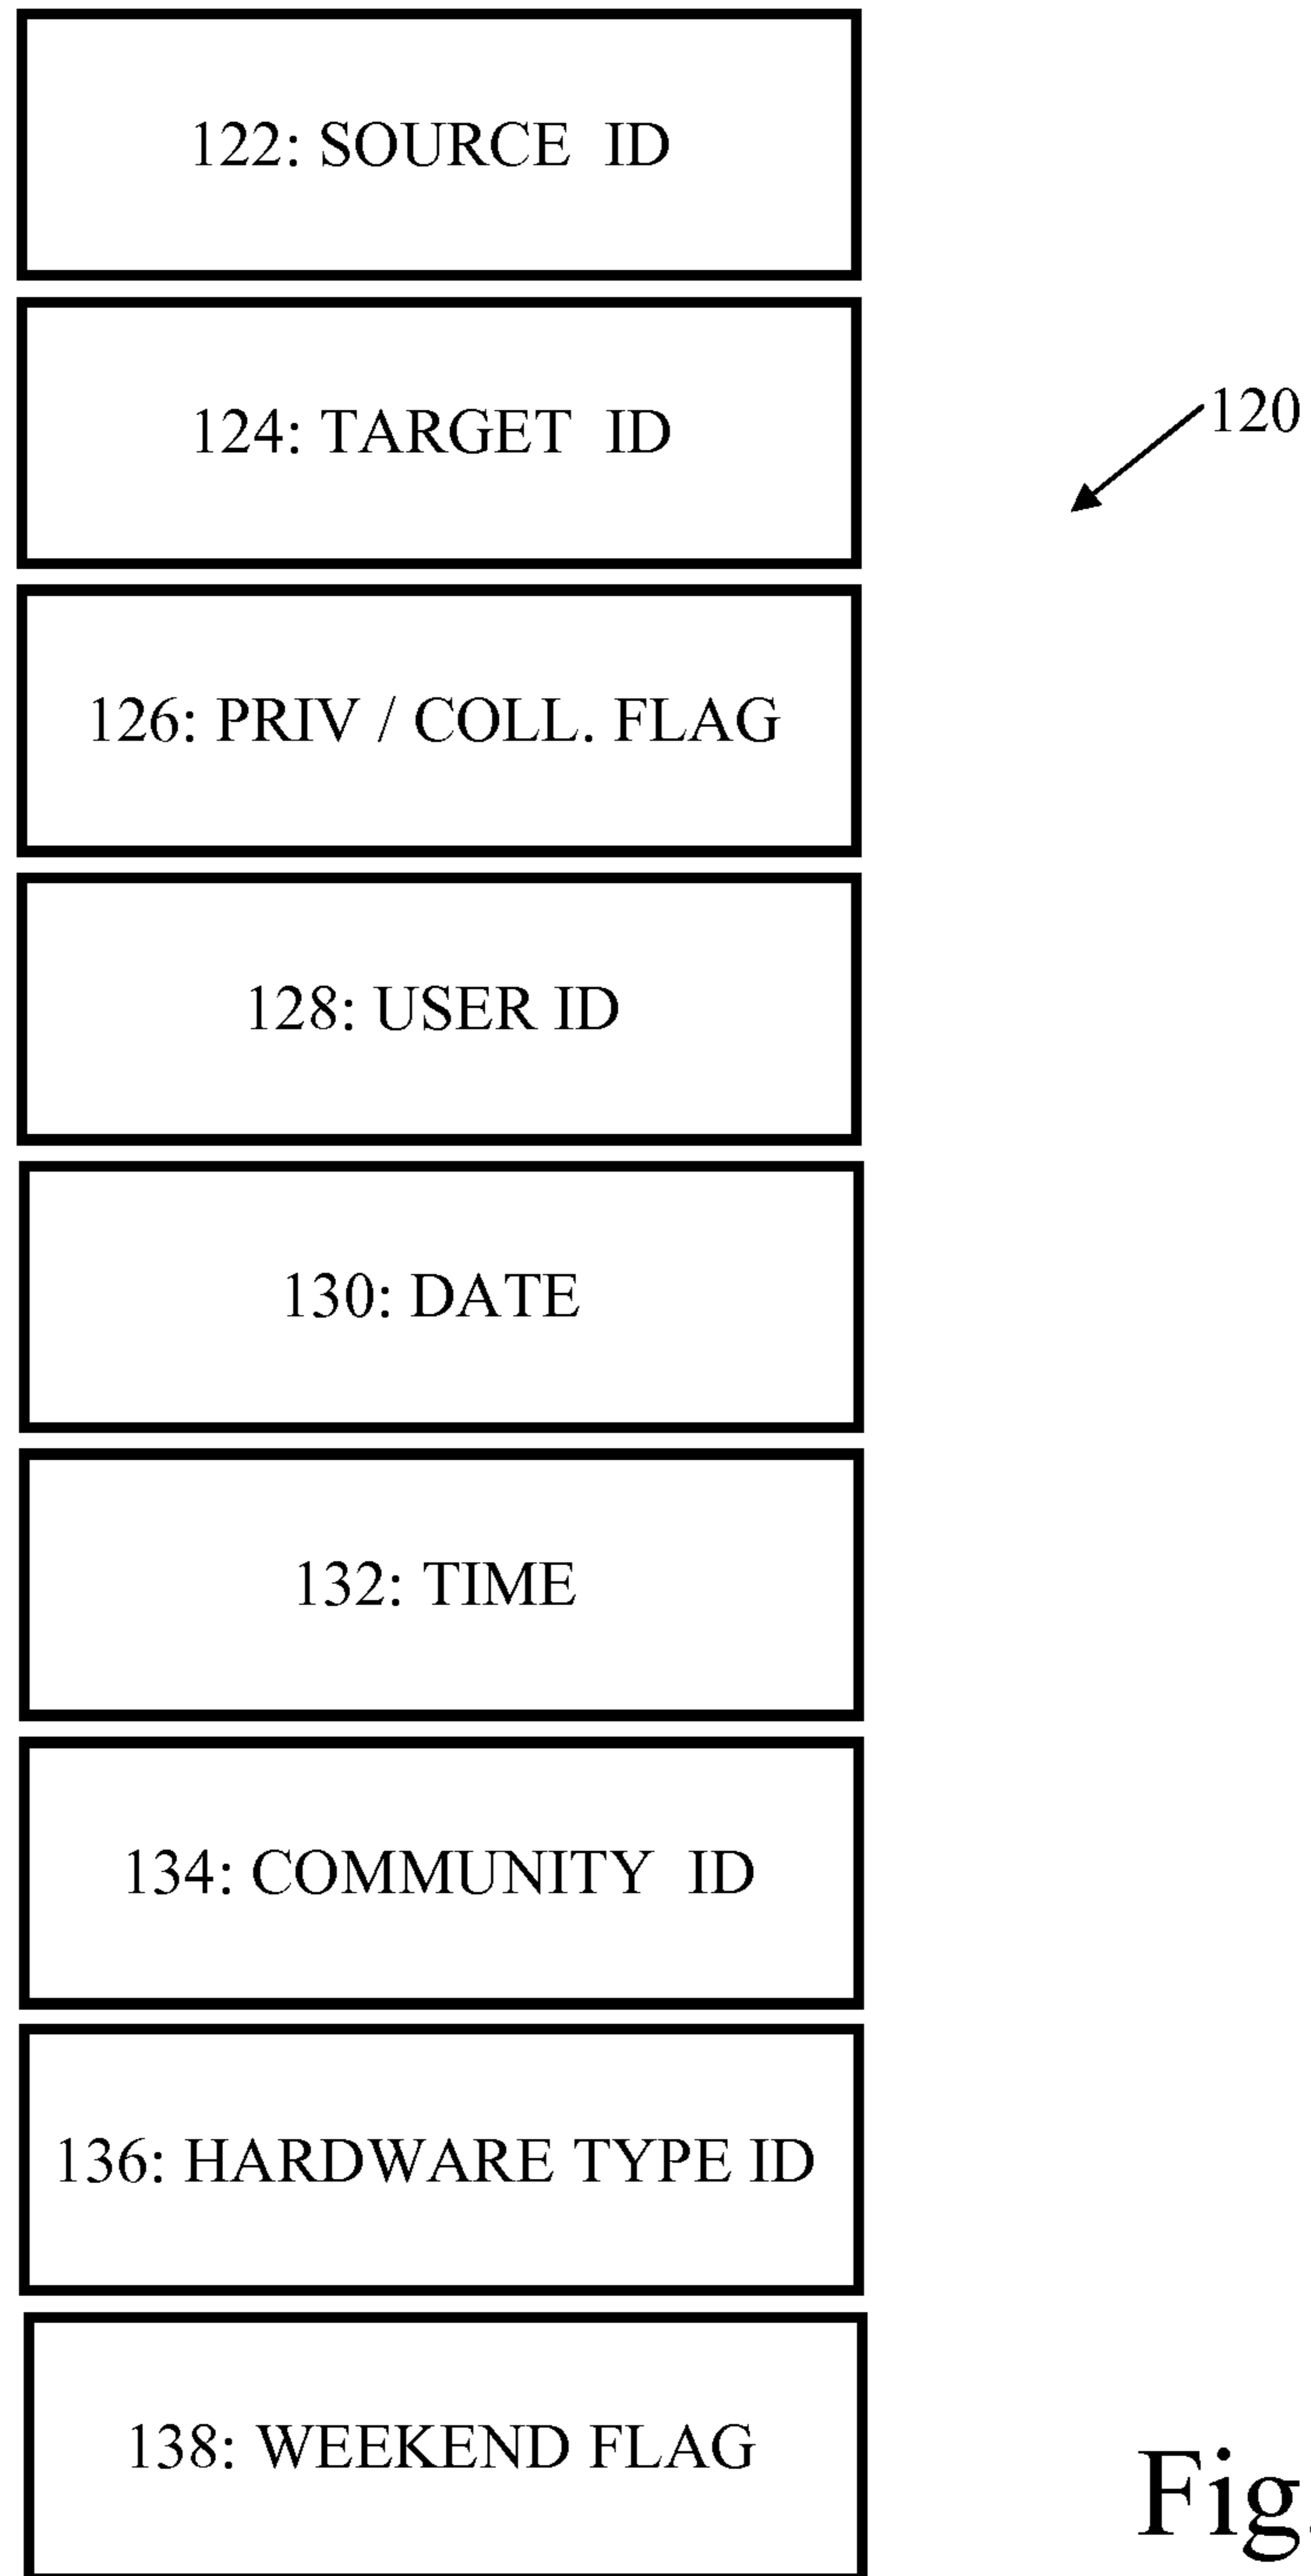 122: SOURCE ID
124: TARGET ID
120
126: PRIV / COLL. FLAG
128: USER ID
130: DATE
132: TIME
134: COMMUNITY ID
136: HARDWARE TYPE ID
138: WEEKEND FLAG
Fig.